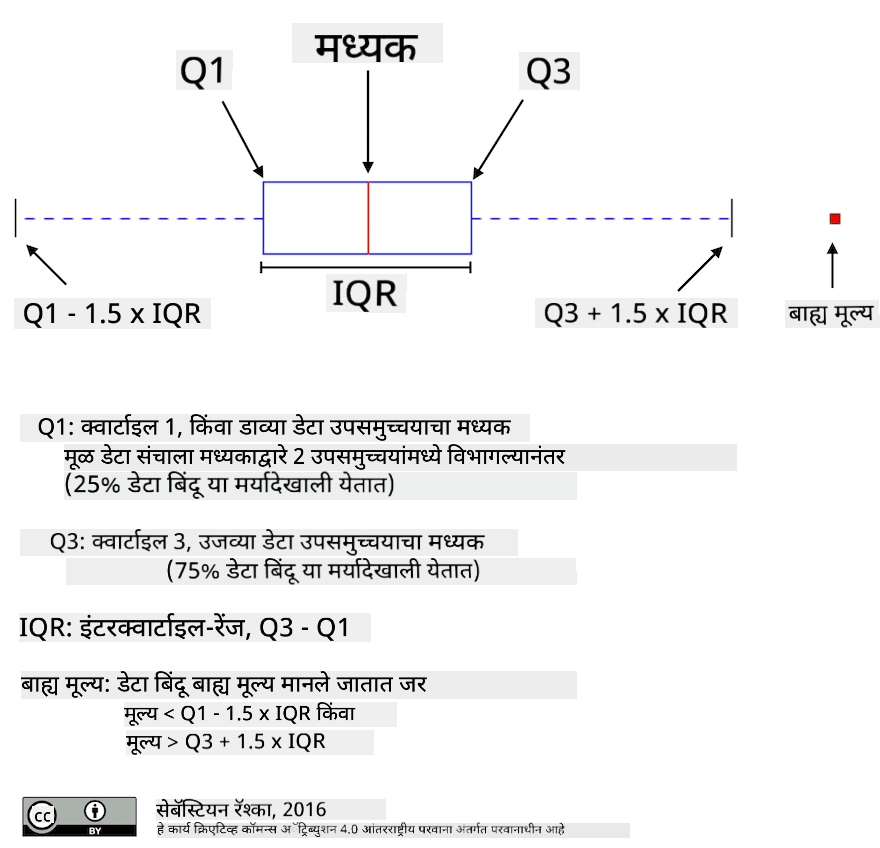 मध्यक
Q1
Q3
IQR
Q1 - 1.5 x IQR
Q3 + 1.5 x IQR
बाह्य मूल्य
Q1: क्वार्टाइल 1, किंवा डाव्या डेटा उपसमुच्चयाचा मध्यक
मूळ डेटा संचाला मध्यकाद्वारे 2 उपसमुच्चयांमध्ये विभागल्यानंतर
(25% डेटा बिंदू या मर्यादेखाली येतात)
Q3: क्वार्टाइल 3, उजव्या डेटा उपसमुच्चयाचा मध्यक
(75% डेटा बिंदू या मर्यादेखाली येतात)
IQR: इंटरक्वार्टाइल-रेंज, Q3 - Q1
बाह्य मूल्य: डेटा बिंदू बाह्य मूल्य मानले जातात जर
मूल्य < Q1 - 1.5 x IQR किंवा
मूल्य > Q3 + 1.5 x IQR
cc BY
सेबॅस्टियन रॅश्का, 2016
हे कार्य क्रिएटिव्ह कॉमन्स अॅट्रिब्युशन 4.0 आंतरराष्ट्रीय परवाना अंतर्गत परवानाधीन आहे